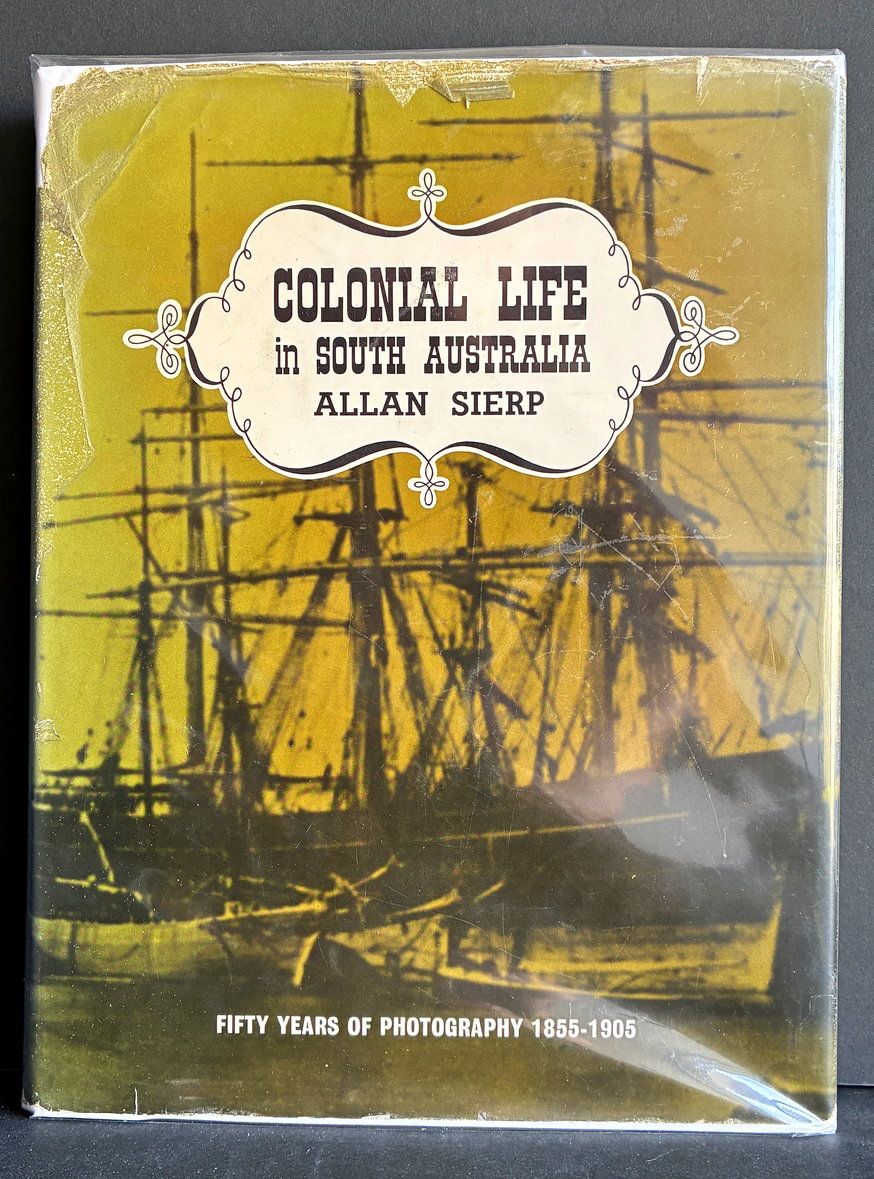 COLONIAL LIFE
in SOUTH AUSTRALIA
ALLAN SIERP
FIFTY YEARS OF PHOTOGRAPHY 1855-1905